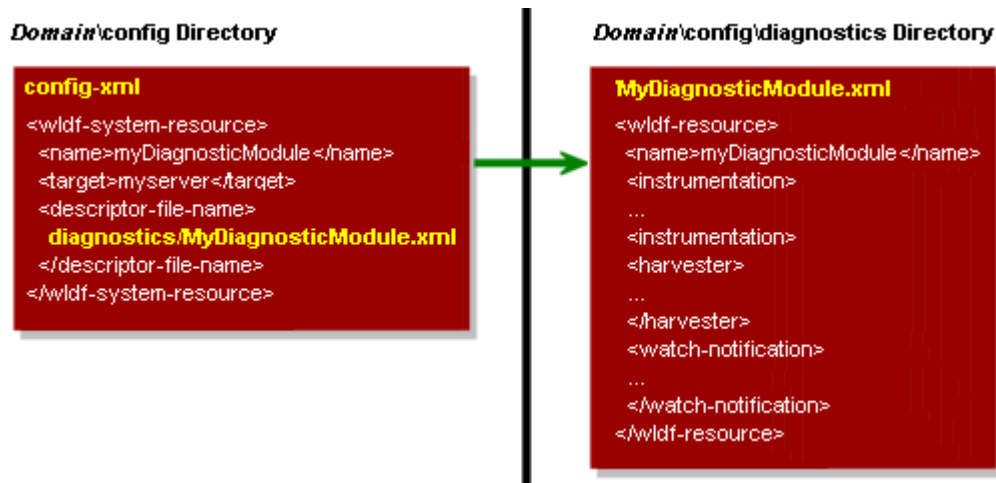 Domain\config Directory
config-xml
<wldf-system-resource>
<name>myDiagnosticModule</name>
<target>myserver</target>
<descriptor-file-name>
diagnostics/MyDiagnosticModule.xml
</descriptor-file-name>
</wldf-system-resource>
Domain\config\diagnostics Directory
MyDiagnosticModule.xml
<wldf-resource>
<name>myDiagnosticModule</name>
<instrumentation>
...
<instrumentation>
<harvester>
...
</harvester>
<watch-notification>
...
</watch-notification>
</wldf-resource>